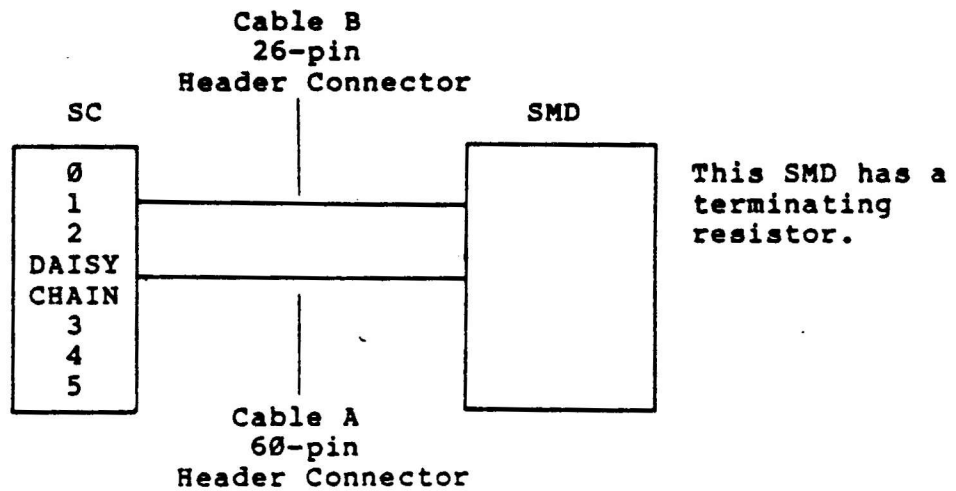 Cable B
26-pin
Header Connector
SC
SMD
Ø
1
2
DAISY
CHAIN
3
4
5
This SMD has a
terminating
resistor.
Cable A
6Ø-pin
Header Connector